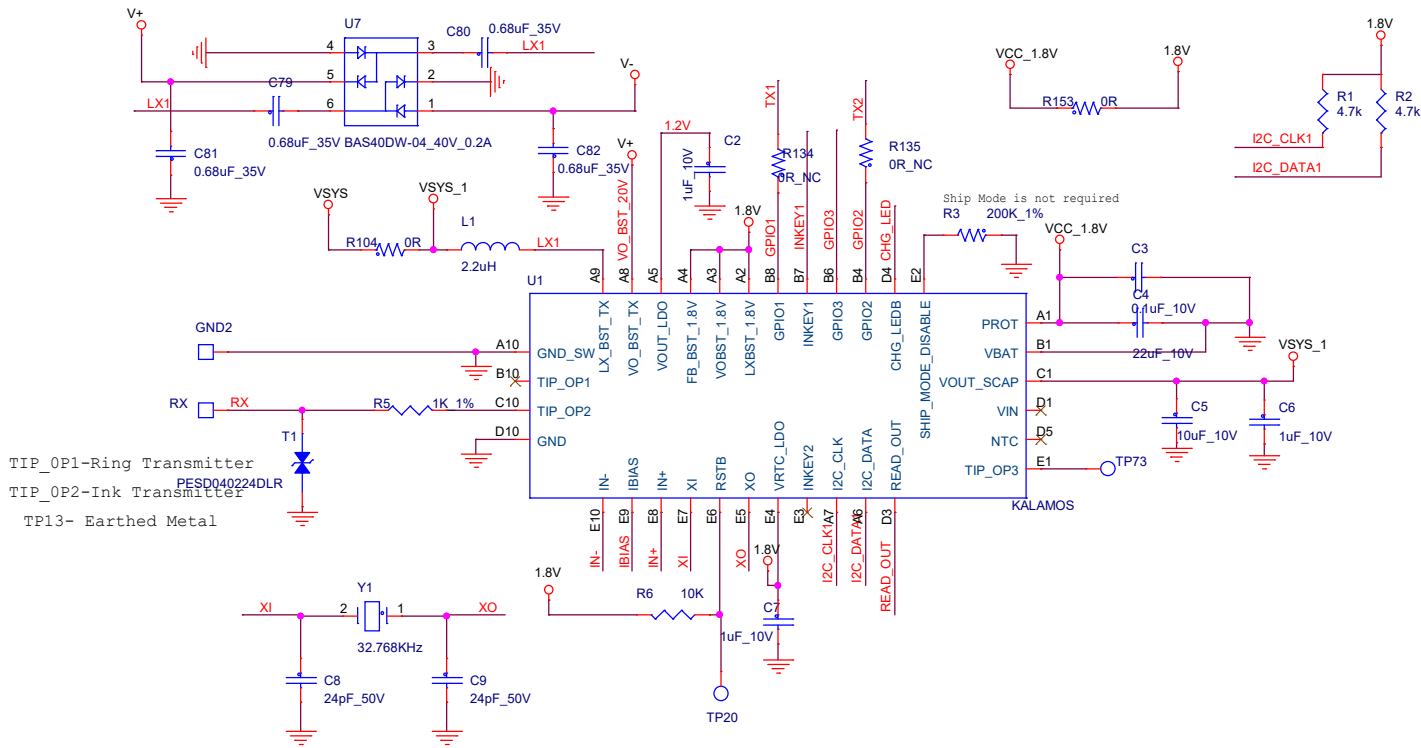 V+
U7
C80
0.68uF_35V
4
3
LX1
5
2
V-
C79
LX1
6
1
0.68uF_35V
BAS40DW-04_40V_0.2A
C81
0.68uF_35V
C82
0.68uF_35V
VCC_1.8V
1.8V
R153
0R
1.8V
R1
4.7k
R2
4.7k
I2C_CLK1
I2C_DATA1
VSYS
VSYS_1
R104
0R
L1
2.2uH
LX1
V+
VO_BST_20V
1.2V
C2
1uF_10V
1.8V
TX1
R134
0R_NC
GPIO1
INKEY1
GPIO3
TX2
R135
0R_NC
GPIO2
CHG_LED
Ship Mode is not required
R3
200K_1%
VCC_1.8V
C3
0.1uF_10V
C4
22uF_10V
U1
A9
A8
A5
A4
A3
A2
B8
B7
B6
B4
D4
E2
LX_BST_TX
VO_BST_TX
VOUT_LDO
FB_BST_1.8V
VOBST_1.8V
LXBST_1.8V
GPIO1
INKEY1
GPIO3
GPIO2
CHG_LEDB
SHIP_MODE_DISABLE
GND2
A10
GND_SW
B10
TIP_OP1
RX
RX
R5
1K_1%
C10
TIP_OP2
D10
GND
PROT
A1
VBAT
B1
VOUT_SCAP
C1
VSYS_1
VIN
D1
NTC
D5
TIP_OP3
E1
TP73
C5
10uF_10V
C6
1uF_10V
KALAMOS
T1
PESD040224DLR
TIP_0P1-Ring Transmitter
TIP_0P2-Ink Transmitter
TP13- Earthed Metal
IN-
IBIAS
IN+
XI
RSTB
XO
VRTC_LDO
INKEY2
I2C_CLK
I2C_DATA
READ_OUT
E10
E9
E8
E7
E6
E5
E4
E3
A7
A6
D3
IN-
IBIAS
IN+
XI
XO
1.8V
I2C_CLK1
I2C_DATA1
READ_OUT
1.8V
R6
10K
C7
1uF_10V
TP20
XI
2
Y1
1
XO
32.768KHz
C8
24pF_50V
C9
24pF_50V